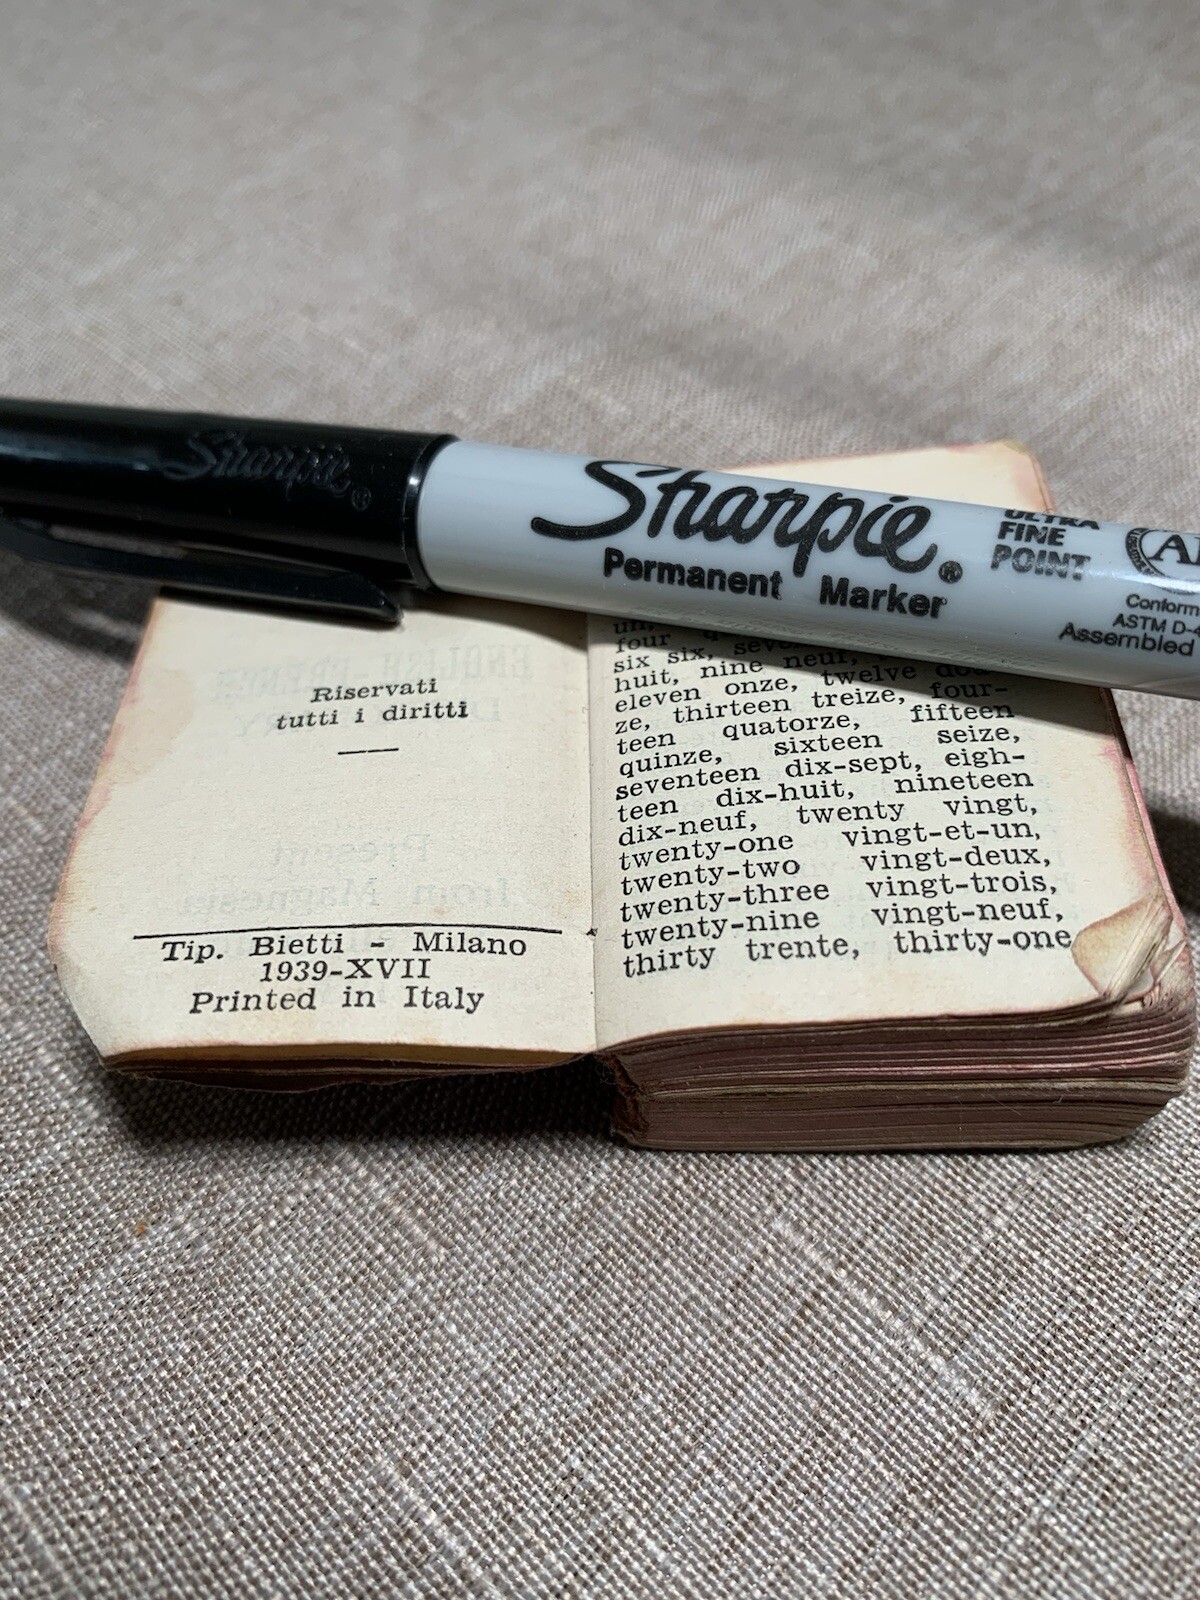 Sharpie®
Sharpie®
Permanent Marker
ULTRA
FINE
POINT
ASTM
Assembled
Riservati
tutti i diritti
Tip. Bietti - Milano
1939-XVII
Printed in Italy
un,
four
six six,
huit, nine neuf,
eleven onze, twelve
ze, thirteen treize, four-
teen quatorze, fifteen
quinze, sixteen seize,
seventeen dix-sept, eigh-
teen dix-huit, nineteen
dix-neuf, twenty vingt,
twenty-one vingt-et-un,
twenty-two vingt-deux,
twenty-three vingt-trois,
twenty-nine vingt-neuf,
thirty trente, thirty-one